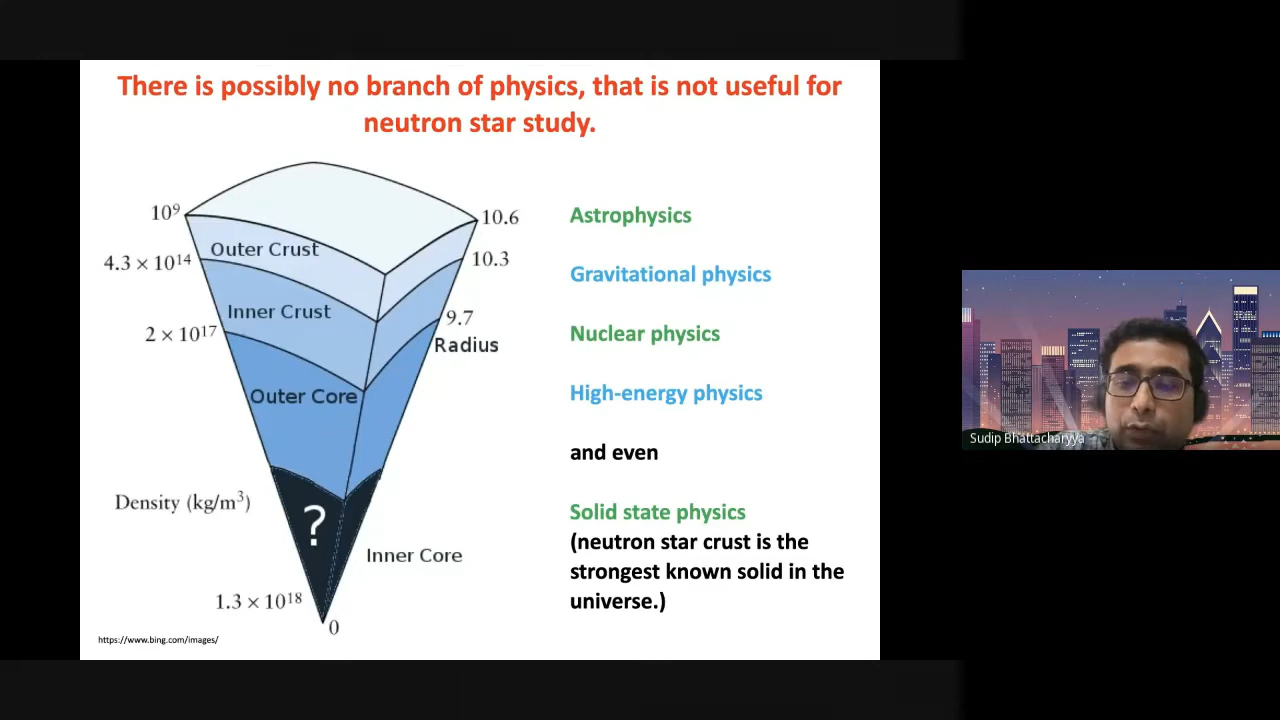 There is possibly no branch of physics, that is not useful for
neutron star study.
10⁹
10.6
Outer Crust
4.3 × 10¹⁴
10.3
Inner Crust
2 × 10¹⁷
9.7
Radius
Outer Core
Density (kg/m³)
?
Inner Core
1.3 × 10¹⁸
0
https://www.bing.com/images/
Astrophysics
Gravitational physics
Nuclear physics
High-energy physics
and even
Solid state physics
(neutron star crust is the
strongest known solid in the
universe.)
Sudip Bhattacharyya